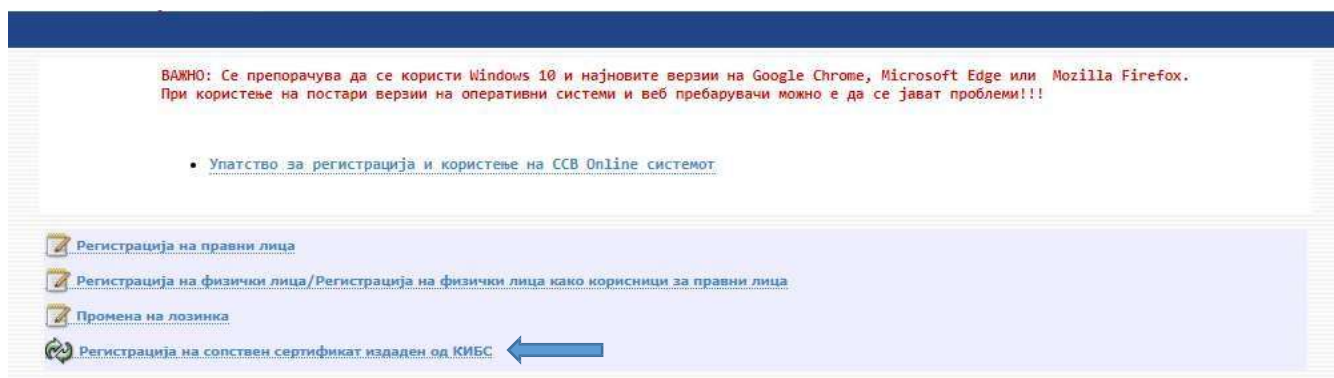 ВАЖНО: Се препорачува да се користи Windows 10 и најновите верзии на Google Chrome, Microsoft Edge или Mozilla Firefox.
При користење на постари верзии на оперативни системи и веб пребарувачи можно е да се јават проблеми!!!
• Упатство за регистрација и користење на CCB Online системот
Регистрација на правни лица
Регистрација на физички лица/Регистрација на физички лица како корисници за правни лица
Промена на лозинка
Регистрација на сопствен сертификат издаден од КИБС